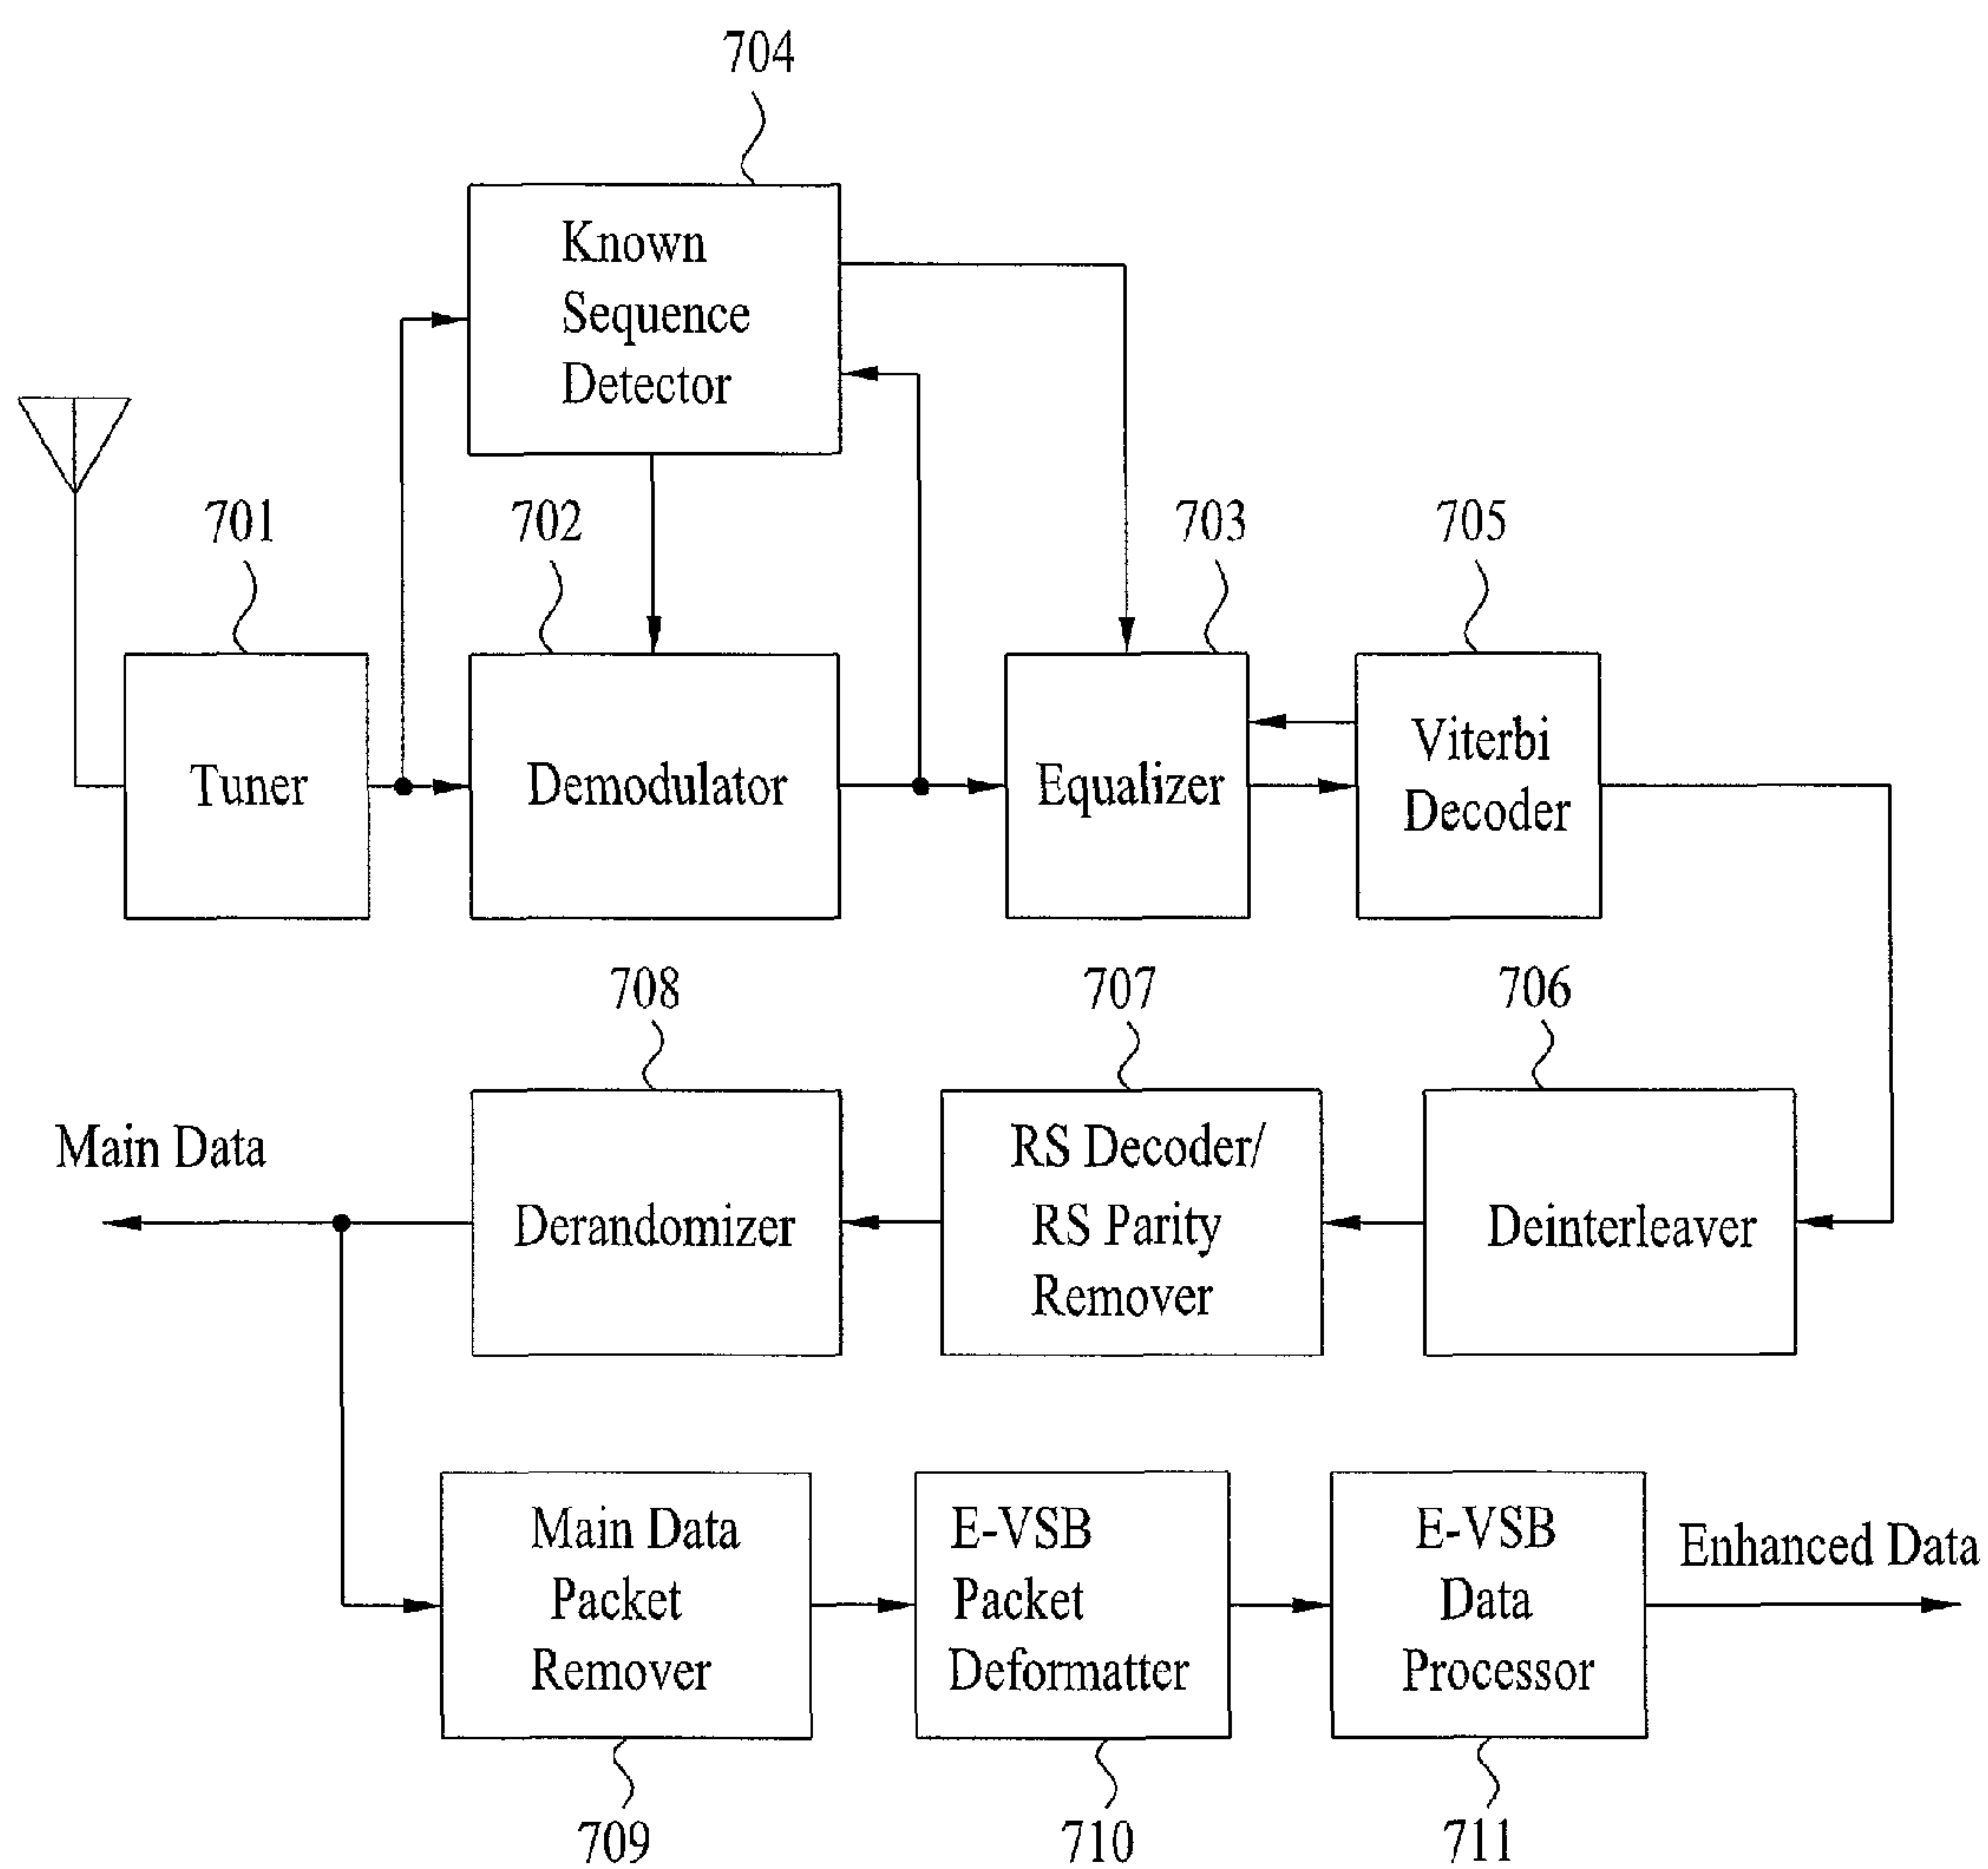 704
Known
Sequence
Detector
701
702
703
705
Tuner
Demodulator
Equalizer
Viterbi
Decoder
708
707
706
Main Data
Derandomizer
RS Decoder/
RS Parity
Remover
Deinterleaver
Main Data
Packet
Remover
E-VSB
Packet
Deformatter
E-VSB
Data
Processor
Enhanced Data
709
710
711